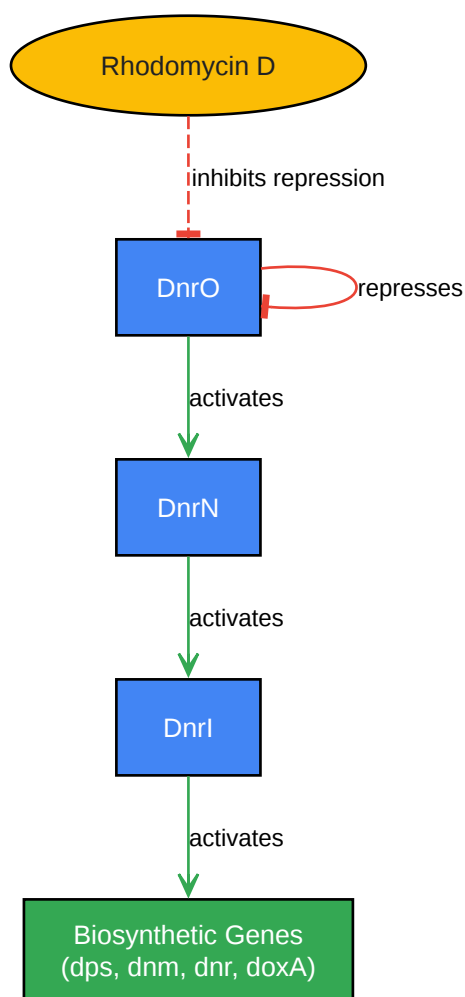 Rhodomycin D
inhibits repression
DnrO
represses
activates
DnrN
activates
DnrI
activates
Biosynthetic Genes
(dps, dnm, dnr, doxA)